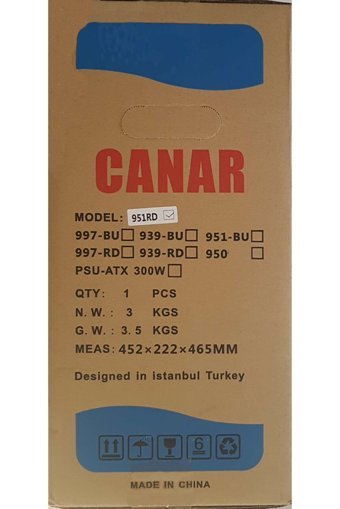 CANAR
MODEL: 951RD
997-BU 939-BU 951-BU
997-RD 939-RD 950
PSU-ATX 300W
QTY: 1 PCS
N. W. : 3 KGS
G. W. : 3. 5 KGS
MEAS: 452×222×465MM
Designed in istanbul Turkey
6
MADE IN CHINA